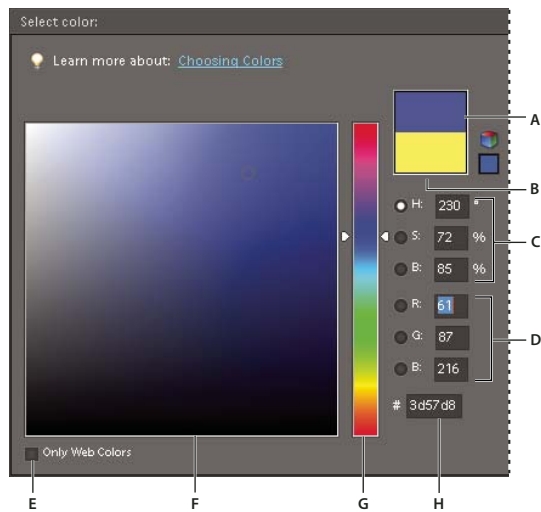 Select color:
Learn more about: Choosing Colors
A
B
H: 230 °
S: 72 %
B: 85 %
C
R: 61
G: 87
B: 216
D
# 3d57d8
Only Web Colors
E F G H